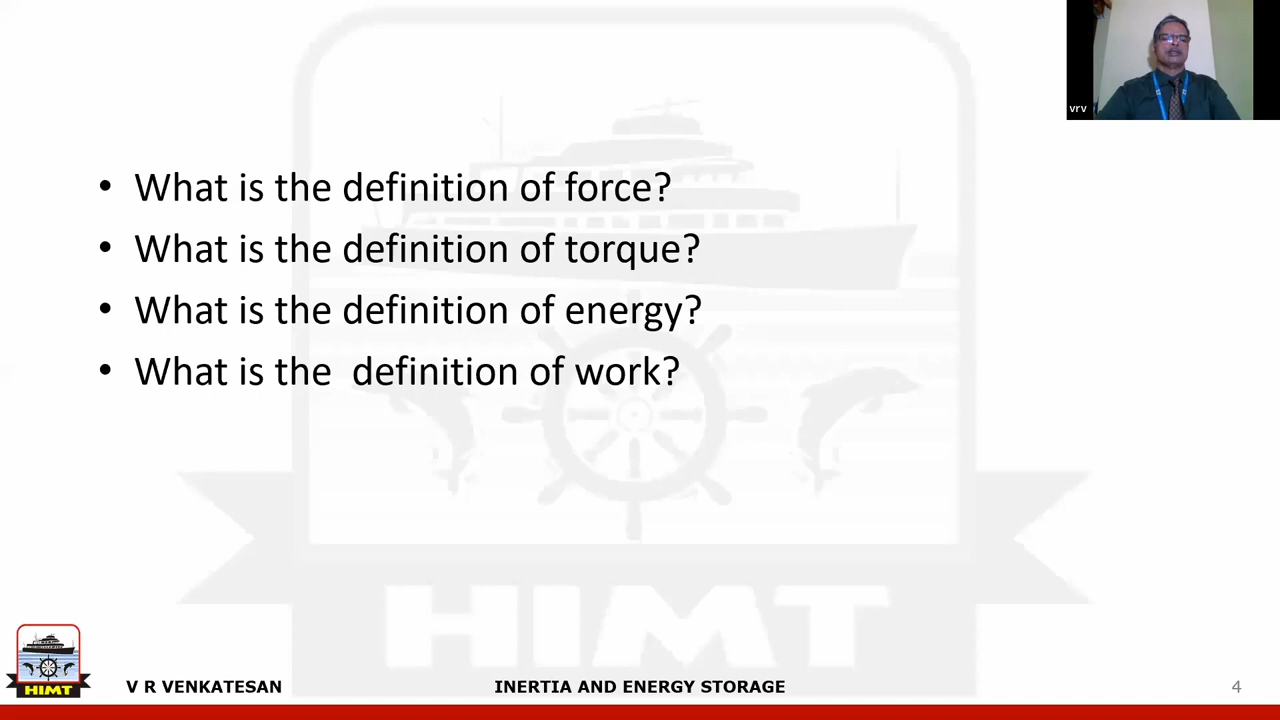 vrv
• What is the definition of force?
• What is the definition of torque?
• What is the definition of energy?
• What is the  definition of work?
HIMT
HIMT
V R VENKATESAN
INERTIA AND ENERGY STORAGE
4